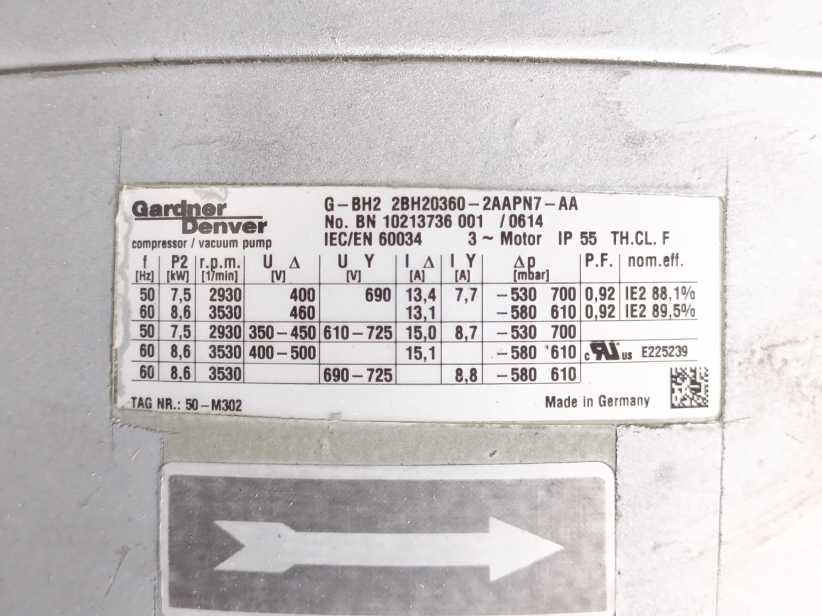 Gardner
Denver
compressor / vacuum pump
G-BH2 2BH20360-2AAPN7-AA
No. BN 10213736 001 / 0614
IEC/EN 60034 3~ Motor IP 55 TH.CL. F
f P2 r.p.m. U Δ U Y I Δ I Y Δp P.F. nom.eff.
[Hz] [kW] [1/min] [V] [V] [A] [A] [mbar]
50 7,5 2930 400 690 13,4 7,7 -530 700 0,92 IE2 88,1%
60 8,6 3530 460 13,1 -580 610 0,92 IE2 89,5%
50 7,5 2930 350-450 610-725 15,0 8,7 -530 700
60 8,6 3530 400-500 15,1 -580 610 c RU US E225239
60 8.6 3530 690-725 8,8 -580 610
TAG NR.: 50-M302 Made in Germany